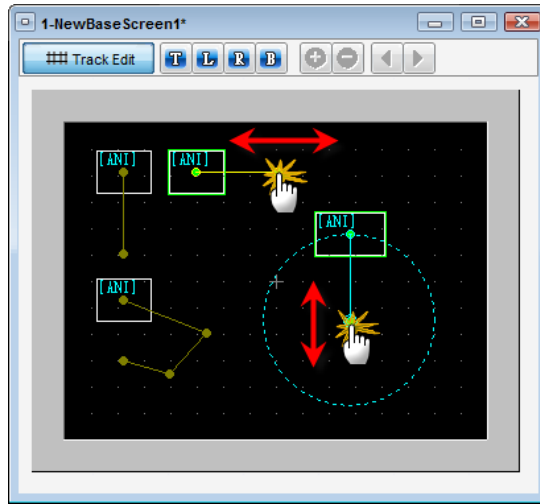 1-NewBaseScreen1*
Track Edit T L R B
[ANI] [ANI]
[ANI]
[ANI]